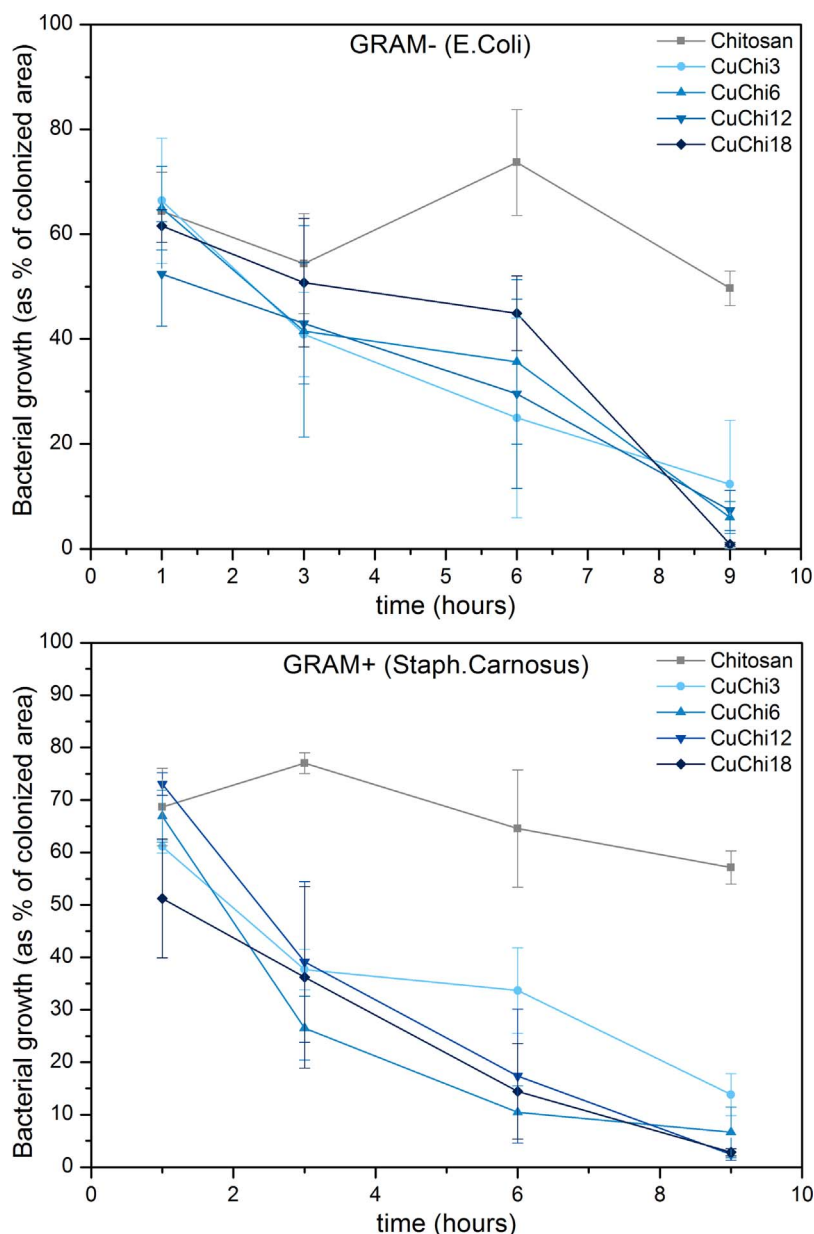 GRAM- (E.Coli)
Chitosan
CuChi3
CuChi6
CuChi12
CuChi18
Bacterial growth (as % of colonized area)
100
80
60
40
20
0
0 1 2 3 4 5 6 7 8 9 10
time (hours)
GRAM+ (Staph.Carnosus)
Chitosan
CuChi3
CuChi6
CuChi12
CuChi18
Bacterial growth (as % of colonized area)
100
90
80
70
60
50
40
30
20
10
0
0 2 4 6 8 10
time (hours)